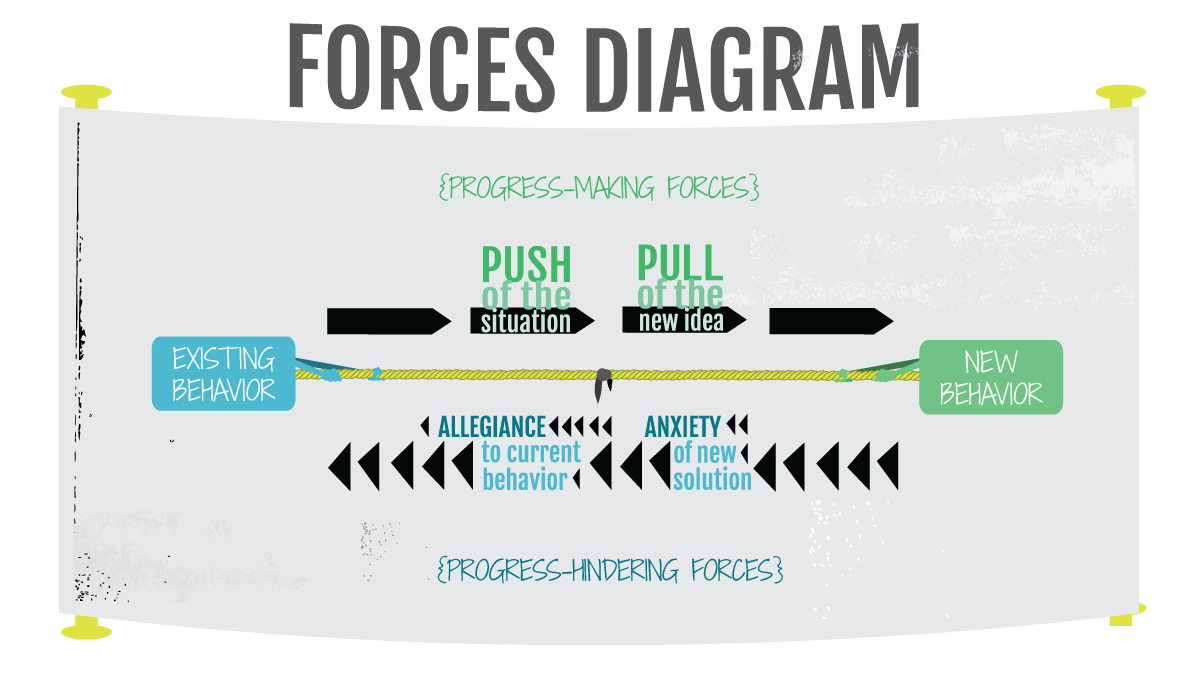 FORCES DIAGRAM
{PROGRESS-MAKING FORCES}
PUSH
of the
situation
PULL
of the
new idea
EXISTING
BEHAVIOR
NEW
BEHAVIOR
ALLEGIANCE
to current
behavior
ANXIETY
of new
solution
{PROGRESS-HINDERING FORCES}